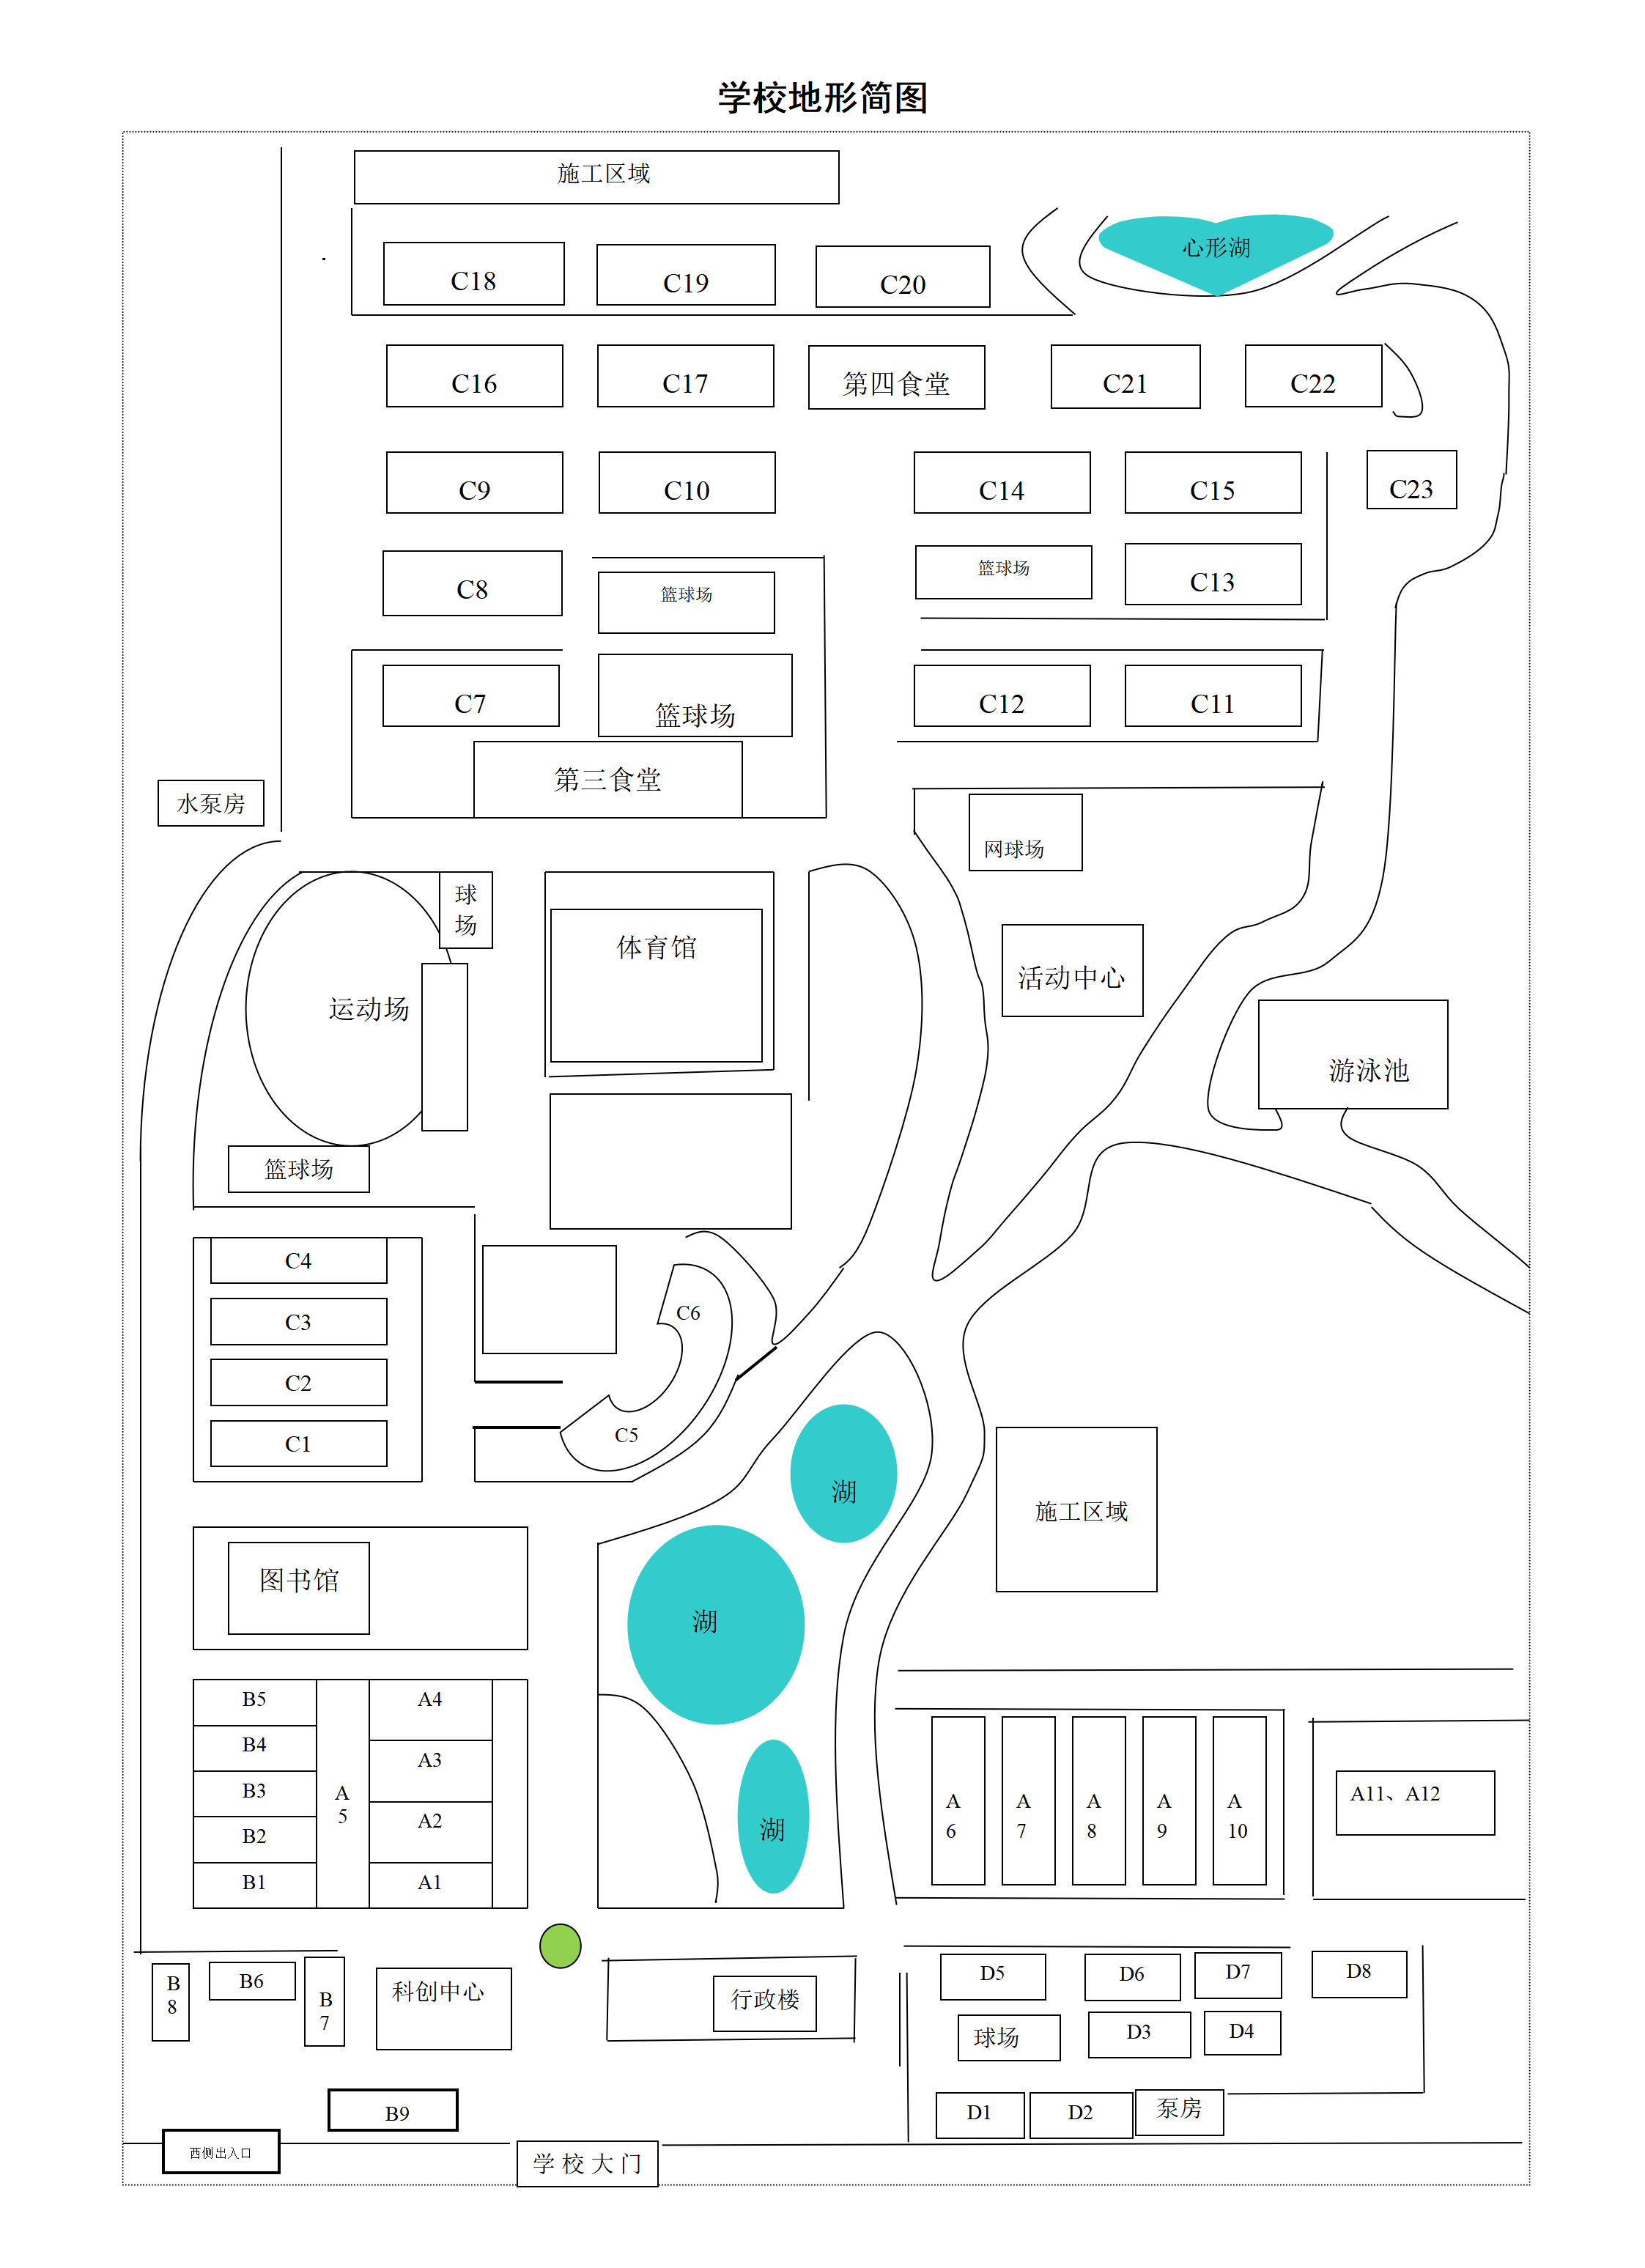 学校地形简图
施工区域
心形湖
C18
C19
C20
C16
C17
第四食堂
C21
C22
C9
C10
C14
C15
C23
C8
篮球场
篮球场
C13
C7
篮球场
C12
C11
第三食堂
水泵房
网球场
球
场
体育馆
活动中心
运动场
游泳池
篮球场
C4
C3
C2
C1
C6
C5
湖
施工区域
图书馆
湖
B5
B4
B3
B2
B1
A
5
A4
A3
A2
A1
湖
A
6
A
7
A
8
A
9
A
10
A11、A12
B
8
B6
B
7
科创中心
行政楼
D5
D6
D7
D8
球场
D3
D4
B9
D1
D2
泵房
西侧出入口
学校大门